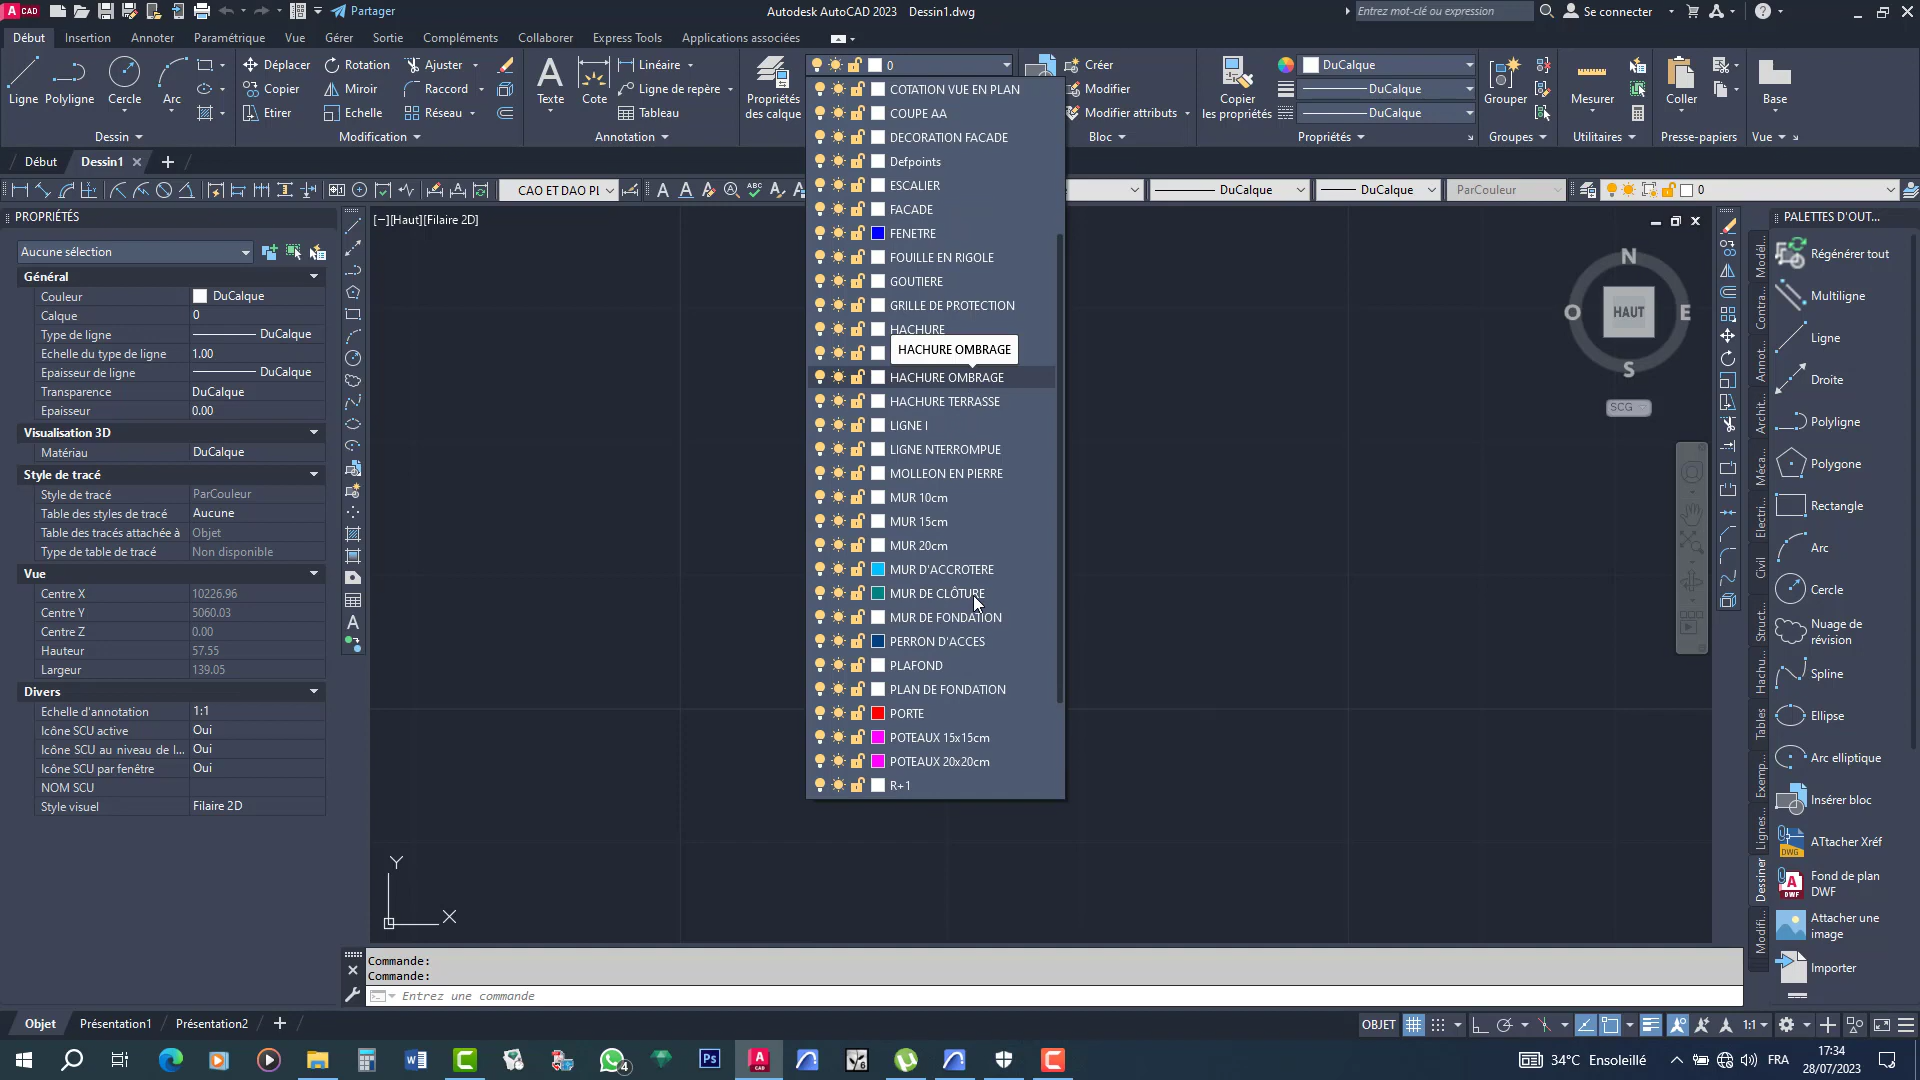 CAD
Partager
Autodesk AutoCAD 2023 Dessin1.dwg
Entrez mot-clé ou expression
Se connecter
Début Insertion Annoter Paramétrique Vue Gérer Sortie Compléments Collaborer Express Tools Applications associées
Ligne Polyligne Cercle Arc
Déplacer Rotation Ajuster
Copier Miroir Raccord
Etirer Echelle Réseau
Texte Cote
Linéaire
Ligne de repère
Tableau
Propriétés
des calque
0
Créer
Modifier
Modifier attributs
Copier
les propriétés
DuCalque
DuCalque
DuCalque
Grouper
Mesurer
Coller
Base
Dessin Modification Annotation Bloc Propriétés Groupes Utilitaires Presse-papiers Vue
Début Dessin1
CAO ET DAO PL
DuCalque DuCalque ParCouleur 0
PROPRIÉTÉS
Aucune sélection
Général
Couleur DuCalque
Calque 0
Type de ligne DuCalque
Echelle du type de ligne 1.00
Epaisseur de ligne DuCalque
Transparence DuCalque
Epaisseur 0.00
Visualisation 3D
Matériau DuCalque
Style de tracé
Style de tracé ParCouleur
Table des styles de tracé Aucune
Table des tracés attachée à Objet
Type de table de tracé Non disponible
Vue
Centre X 10226.96
Centre Y 5060.03
Centre Z 0.00
Hauteur 57.55
Largeur 139.05
Divers
Echelle d'annotation 1:1
Icône SCU active Oui
Icône SCU au niveau de l... Oui
Icône SCU par fenêtre Oui
NOM SCU
Style visuel Filaire 2D
[−][Haut][Filaire 2D]
COTATION VUE EN PLAN
COUPE AA
DECORATION FACADE
Defpoints
ESCALIER
FACADE
FENETRE
FOUILLE EN RIGOLE
GOUTIERE
GRILLE DE PROTECTION
HACHURE
HACHURE OMBRAGE
HACHURE OMBRAGE
HACHURE TERRASSE
LIGNE I
LIGNE NTERROMPUE
MOLLEON EN PIERRE
MUR 10cm
MUR 15cm
MUR 20cm
MUR D'ACCROTERE
MUR DE CLÔTURE
MUR DE FONDATION
PERRON D'ACCES
PLAFOND
PLAN DE FONDATION
PORTE
POTEAUX 15x15cm
POTEAUX 20x20cm
R+1
N
O HAUT E
S
SCG
Y
X
PALETTES D'OUT...
Modèl...
Contra...
Annot...
Archit...
Méca...
Electri...
Civil
Struct...
Hachu...
Tables
Exemp...
Lignes...
Dessiner
Modifi...
Régénérer tout
Multiligne
Ligne
Droite
Polyligne
Polygone
Rectangle
Arc
Cercle
Nuage de
révision
Spline
Ellipse
Arc elliptique
Insérer bloc
ATtacher Xréf
Fond de plan
DWF
Attacher une
image
Importer
Commande:
Commande:
Entrez une commande
Objet Présentation1 Présentation2
OBJET 1:1
34°C Ensoleillé
FRA
17:34
28/07/2023